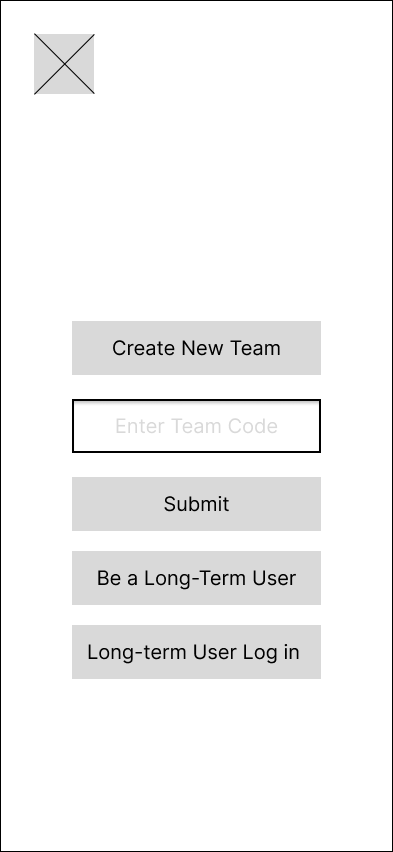 Create New Team
Enter Team Code
Submit
Be a Long-Term User
Long-term User Log in